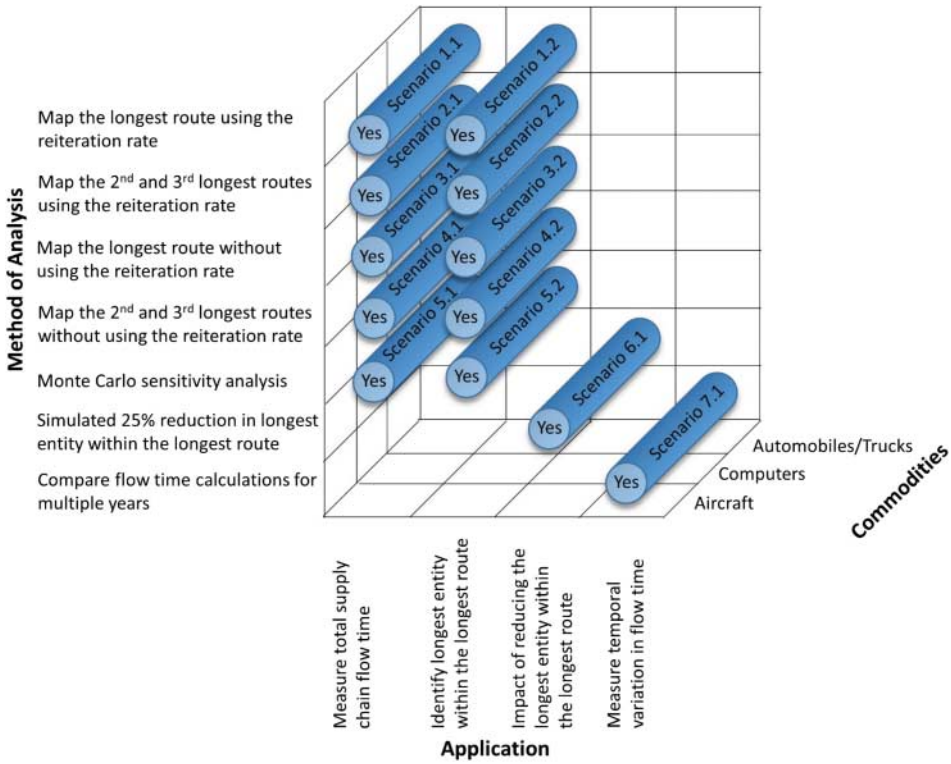 Method of Analysis
Map the longest route using the
reiteration rate
Map the 2nd and 3rd longest routes
using the reiteration rate
Map the longest route without
using the reiteration rate
Map the 2nd and 3rd longest routes
without using the reiteration rate
Monte Carlo sensitivity analysis
Simulated 25% reduction in longest
entity within the longest route
Compare flow time calculations for
multiple years
Yes
Scenario 1.1
Yes
Scenario 1.2
Yes
Scenario 2.1
Yes
Scenario 2.2
Yes
Scenario 3.1
Yes
Scenario 3.2
Yes
Scenario 4.1
Yes
Scenario 4.2
Yes
Scenario 5.1
Yes
Scenario 5.2
Yes
Scenario 6.1
Yes
Scenario 7.1
Automobiles/Trucks
Computers
Aircraft
Commodities
Measure total supply
chain flow time
Identify longest entity
within the longest route
Impact of reducing the
longest entity within
the longest route
Measure temporal
variation in flow time
Application